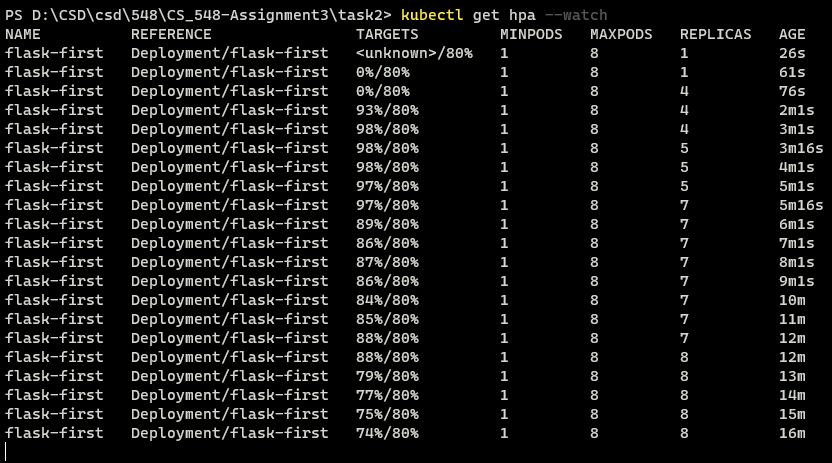 PS D:\CSD\csd\548\CS_548-Assignment3\task2> kubectl get hpa --watch
NAME REFERENCE TARGETS MINPODS MAXPODS REPLICAS AGE
flask-first Deployment/flask-first <unknown>/80% 1 8 1 26s
flask-first Deployment/flask-first 0%/80% 1 8 1 61s
flask-first Deployment/flask-first 0%/80% 1 8 4 76s
flask-first Deployment/flask-first 93%/80% 1 8 4 2m1s
flask-first Deployment/flask-first 98%/80% 1 8 4 3m1s
flask-first Deployment/flask-first 98%/80% 1 8 5 3m16s
flask-first Deployment/flask-first 98%/80% 1 8 5 4m1s
flask-first Deployment/flask-first 97%/80% 1 8 5 5m1s
flask-first Deployment/flask-first 97%/80% 1 8 7 5m16s
flask-first Deployment/flask-first 89%/80% 1 8 7 6m1s
flask-first Deployment/flask-first 86%/80% 1 8 7 7m1s
flask-first Deployment/flask-first 87%/80% 1 8 7 8m1s
flask-first Deployment/flask-first 86%/80% 1 8 7 9m1s
flask-first Deployment/flask-first 84%/80% 1 8 7 10m
flask-first Deployment/flask-first 85%/80% 1 8 7 11m
flask-first Deployment/flask-first 88%/80% 1 8 7 12m
flask-first Deployment/flask-first 88%/80% 1 8 8 12m
flask-first Deployment/flask-first 79%/80% 1 8 8 13m
flask-first Deployment/flask-first 77%/80% 1 8 8 14m
flask-first Deployment/flask-first 75%/80% 1 8 8 15m
flask-first Deployment/flask-first 74%/80% 1 8 8 16m